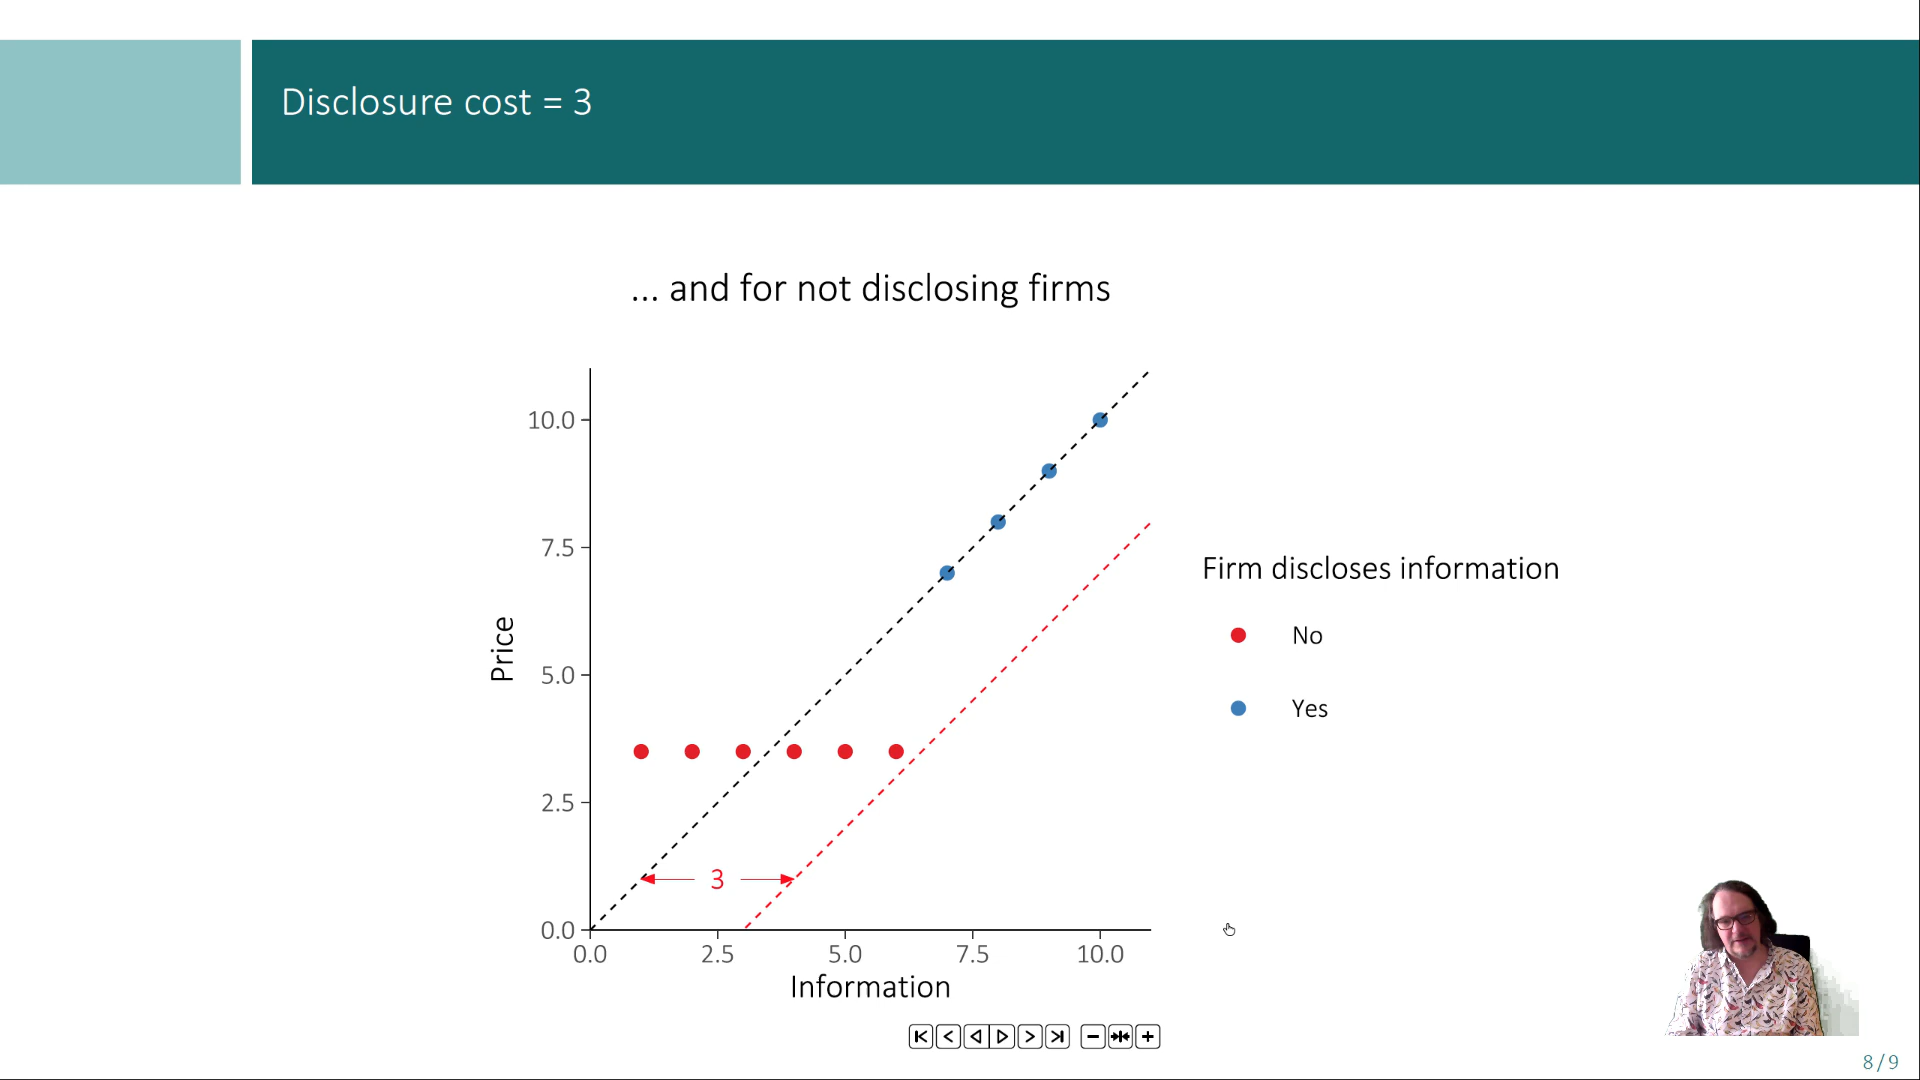 Disclosure cost = 3
... and for not disclosing firms
10.0
7.5
5.0
2.5
0.0
Price
3
0.0 2.5 5.0 7.5 10.0
Information
Firm discloses information
No
Yes
8 / 9